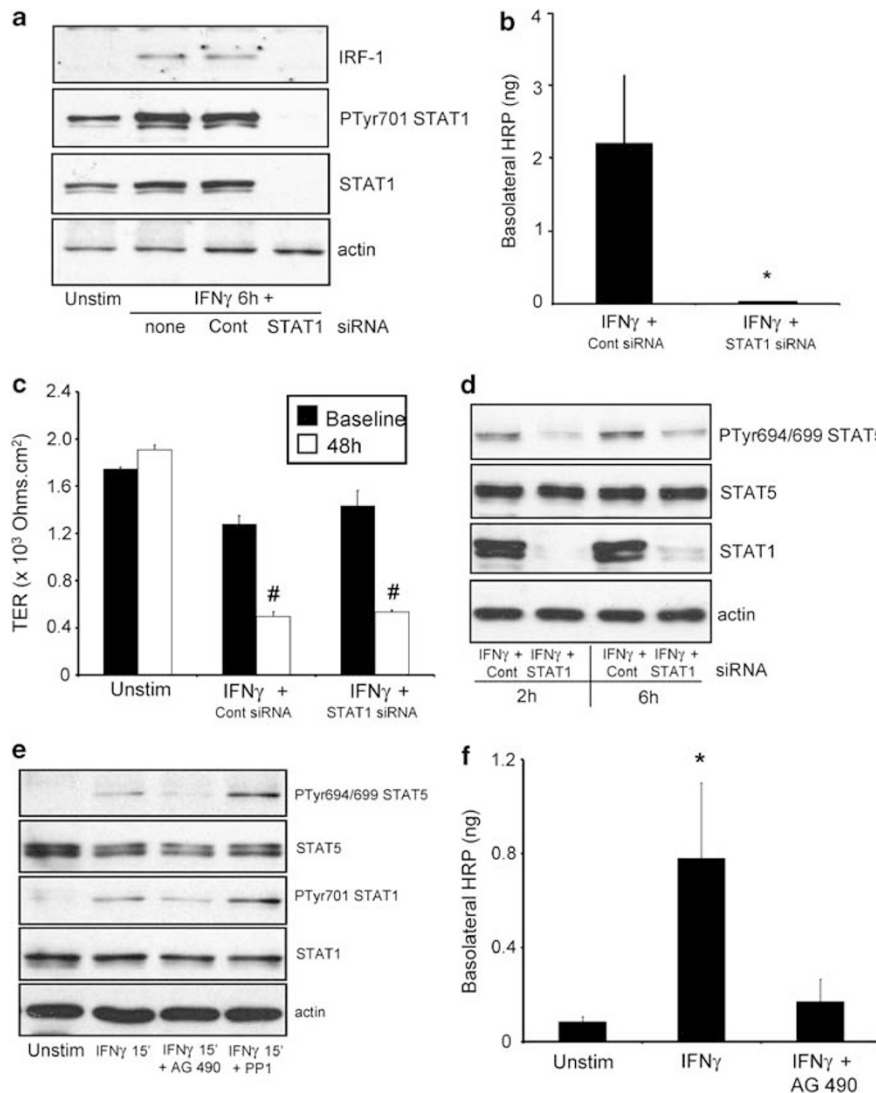 a
IRF-1
PTyr701 STAT1
STAT1
actin
Unstim
IFNγ 6h +
none Cont STAT1 siRNA
b
Basolateral HRP (ng)
4
3
2
1
0
*
IFNγ + IFNγ +
Cont siRNA STAT1 siRNA
c
TER (x 10³ Ohms.cm²)
2.4
2.0
1.6
1.2
0.8
0.4
0
Baseline
48h
# #
Unstim IFNγ + IFNγ +
Cont siRNA STAT1 siRNA
d
PTyr694/699 STAT5
STAT5
STAT1
actin
IFNγ + IFNγ + IFNγ + IFNγ +
Cont STAT1 Cont STAT1 siRNA
2h 6h
e
PTyr694/699 STAT5
STAT5
PTyr701 STAT1
STAT1
actin
Unstim IFNγ 15' IFNγ 15' IFNγ 15'
+ AG 490 + PP1
f
Basolateral HRP (ng)
1.2
0.8
0.4
0
*
Unstim IFNγ IFNγ +
AG 490